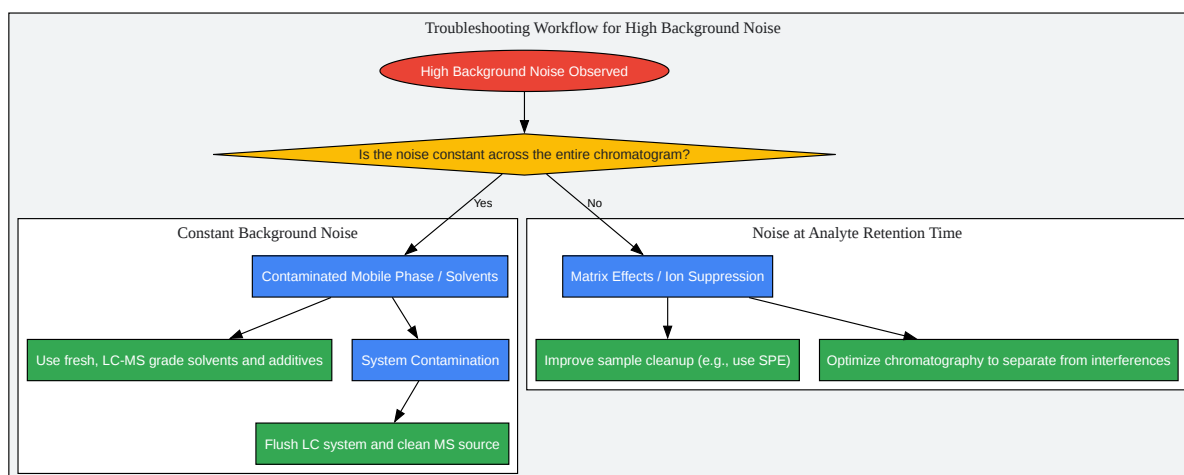 Troubleshooting Workflow for High Background Noise
High Background Noise Observed
Is the noise constant across the entire chromatogram?
Yes
No
Constant Background Noise
Contaminated Mobile Phase / Solvents
Use fresh, LC-MS grade solvents and additives
System Contamination
Flush LC system and clean MS source
Noise at Analyte Retention Time
Matrix Effects / Ion Suppression
Improve sample cleanup (e.g., use SPE)
Optimize chromatography to separate from interferences